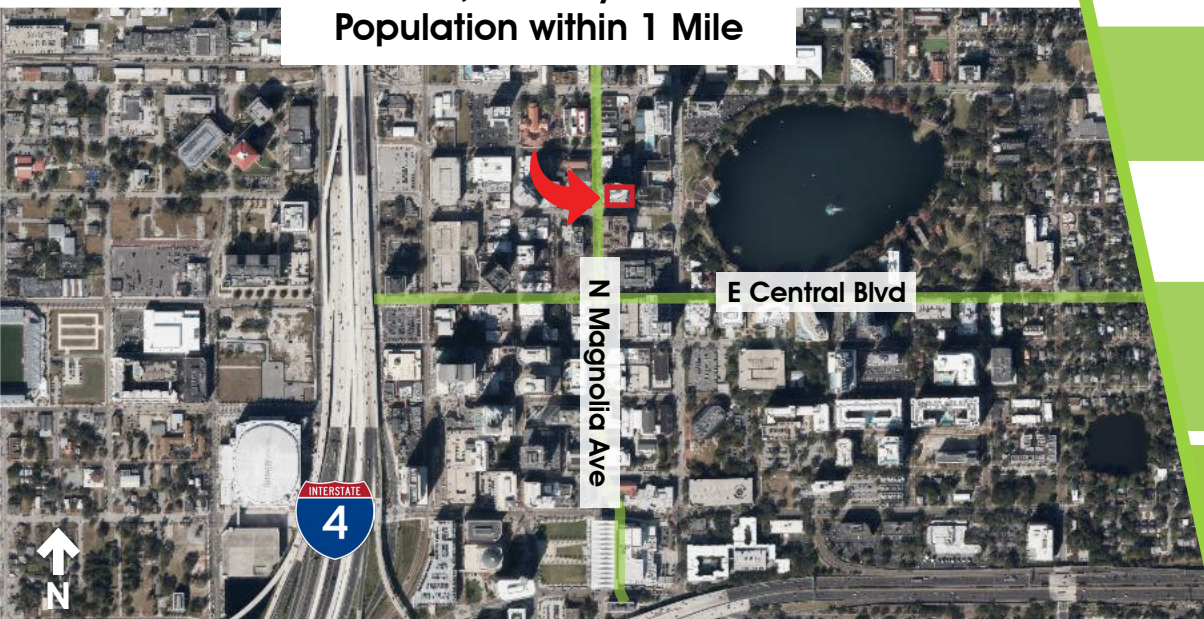 Population within 1 Mile
E Central Blvd
N Magnolia Ave
INTERSTATE
4
N